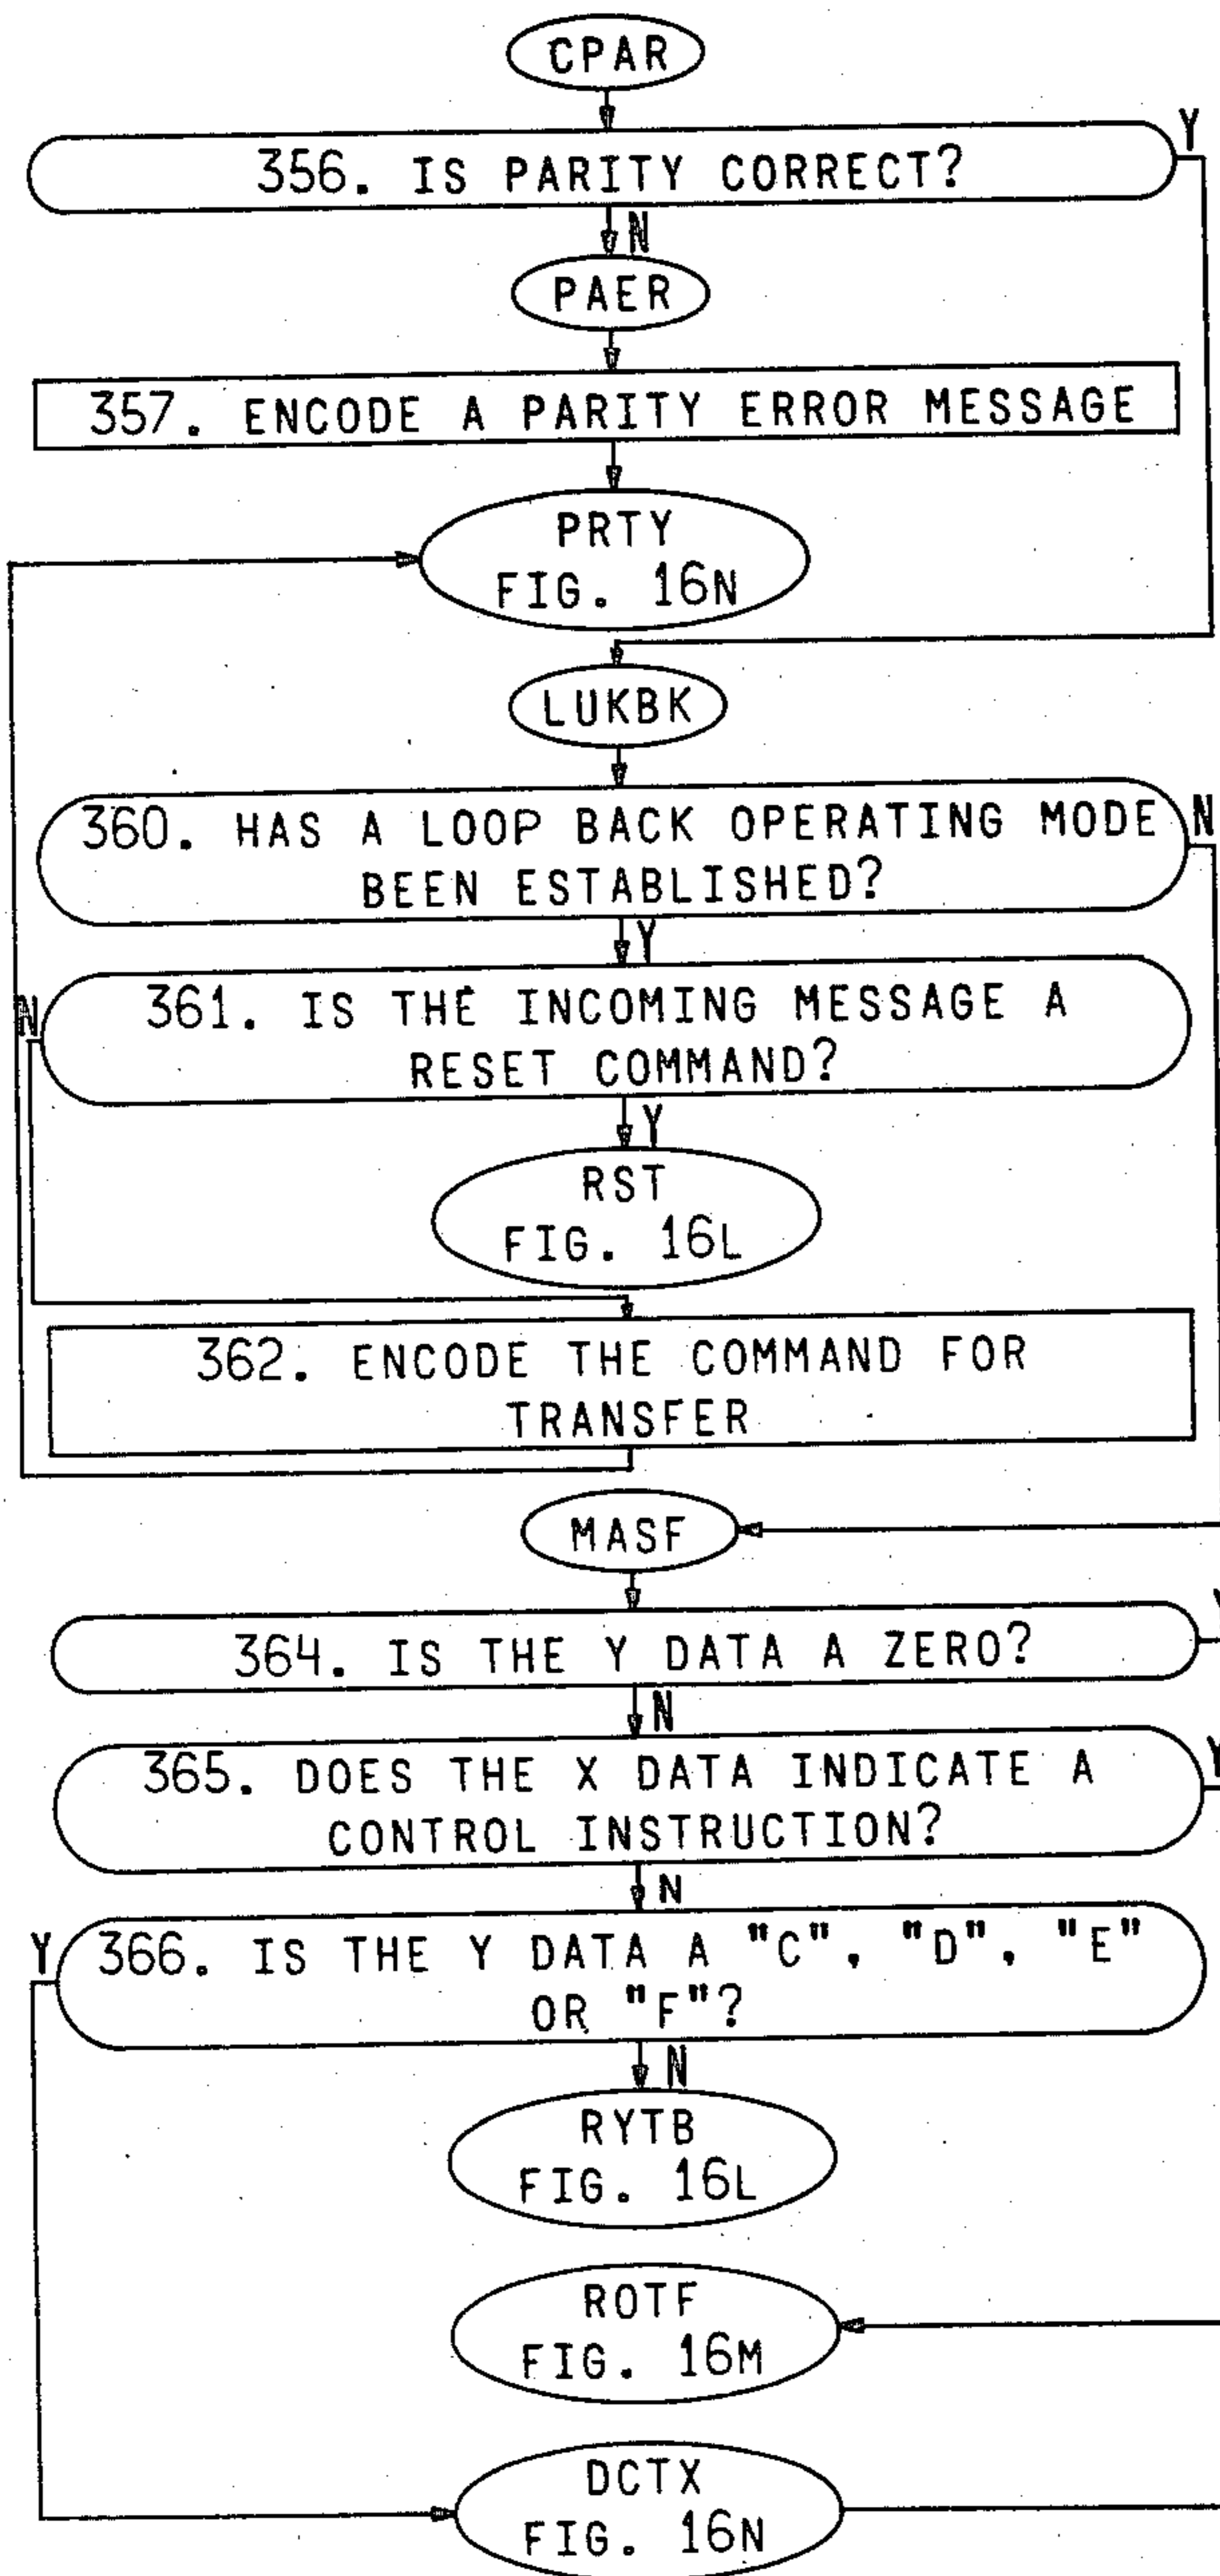 CPAR
356. IS PARITY CORRECT?
Y
N
PAER
357. ENCODE A PARITY ERROR MESSAGE
PRTY
FIG. 16N
LUKBK
360. HAS A LOOP BACK OPERATING MODE
BEEN ESTABLISHED?
N
Y
361. IS THE INCOMING MESSAGE A
RESET COMMAND?
N
Y
RST
FIG. 16L
362. ENCODE THE COMMAND FOR
TRANSFER
MASF
364. IS THE Y DATA A ZERO?
N
365. DOES THE X DATA INDICATE A
CONTROL INSTRUCTION?
Y
N
Y
366. IS THE Y DATA A "C", "D", "E"
OR "F"?
N
RYTB
FIG. 16L
ROTF
FIG. 16M
DCTX
FIG. 16N